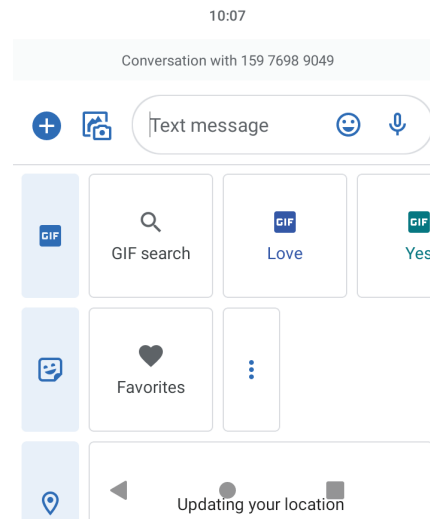 10:07
Conversation with 159 7698 9049
Text message
GIF
GIF search
GIF
Love
GIF
Yes
Favorites
Updating your location